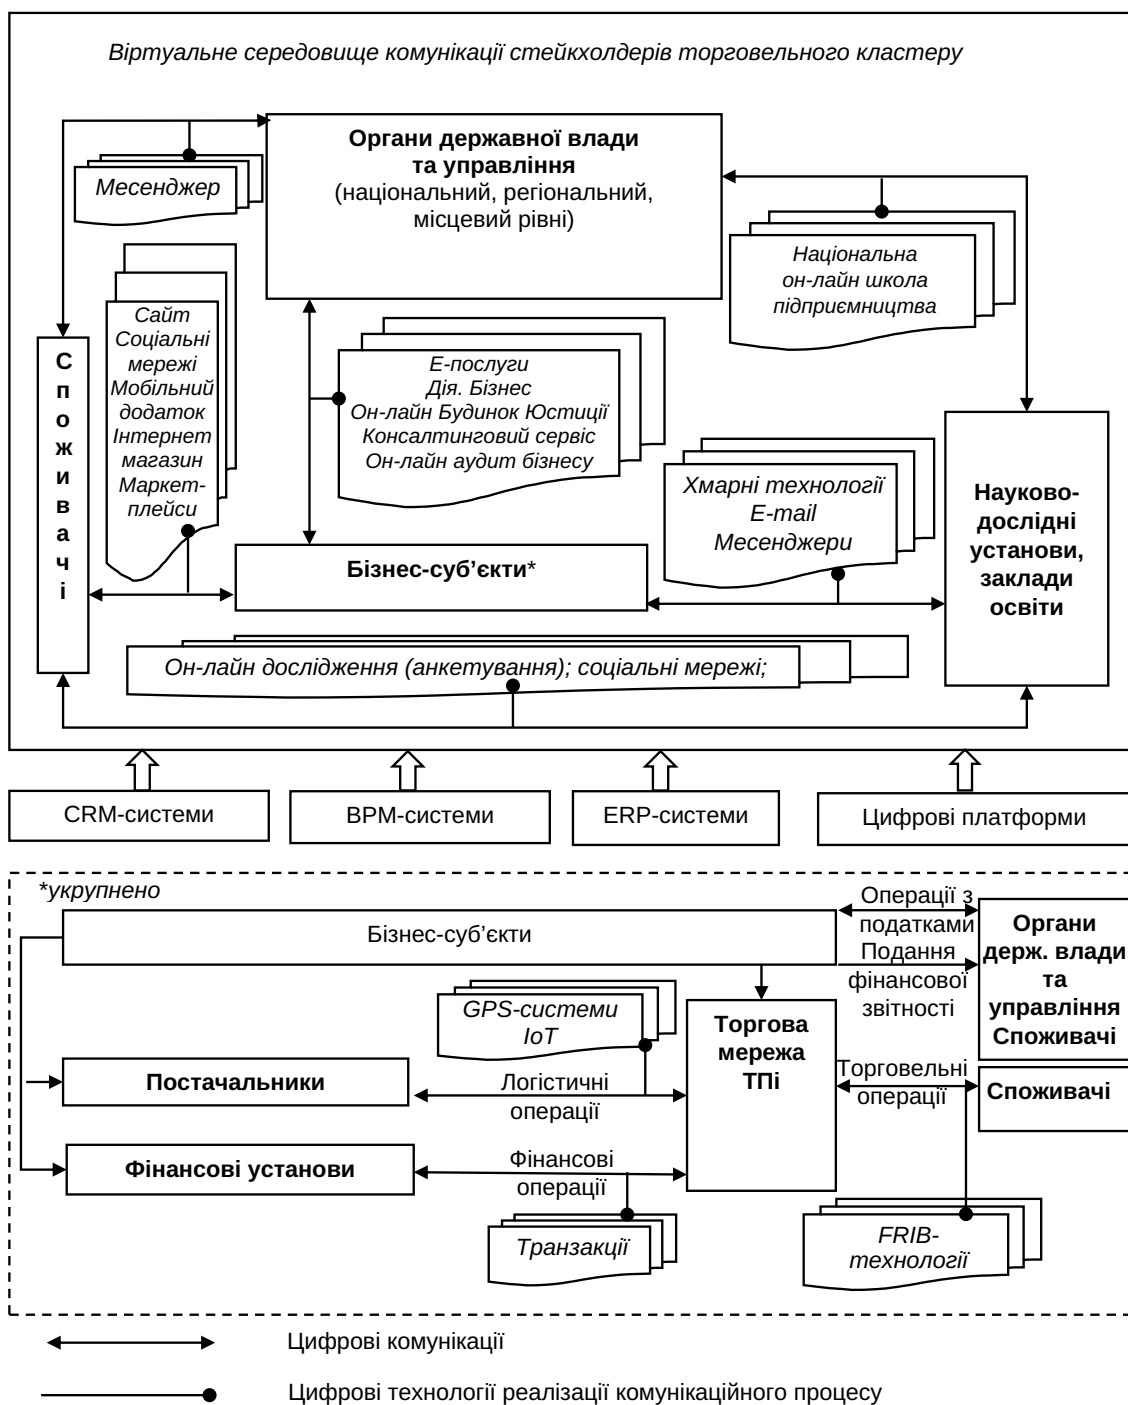 Віртуальне середовище комунікації стейкхолдерів торговельного кластеру
Органи державної влади
та управління
(національний, регіональний,
місцевий рівні)
Месенджер
Національна
он-лайн школа
підприємництва
Сайт
Соціальні
мережі
Мобільний
додаток
Інтернет
магазин
Маркет-
плейси
С
п
о
ж
и
в
а
ч
і
Е-послуги
Дія. Бізнес
Он-лайн Будинок Юстиції
Консалтинговий сервіс
Он-лайн аудит бізнесу
Хмарні технології
E-mail
Месенджери
Науково-
дослідні
установи,
заклади
освіти
Бізнес-суб’єкти*
Он-лайн дослідження (анкетування); соціальні мережі;
CRM-системи
BPM-системи
ERP-системи
Цифрові платформи
*укрупнено
Бізнес-суб’єкти
Операції з
податками
Подання
фінансової
звітності
Органи
держ. влади
та
управління
Споживачі
GPS-системи
IoT
Торгова
мережа
ТПі
Постачальники
Логістичні
операції
Торговельні
операції
Споживачі
Фінансові установи
Фінансові
операції
Транзакції
FRIB-
технології
Цифрові комунікації
Цифрові технології реалізації комунікаційного процесу